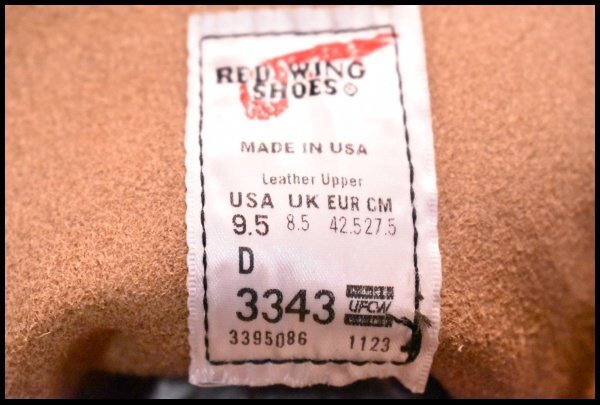 RED WING
SHOES
MADE IN USA
Leather Upper
USA UK EUR CM
9.5 8.5 42.5 27.5
D
3343 UFCW
3395086 1123